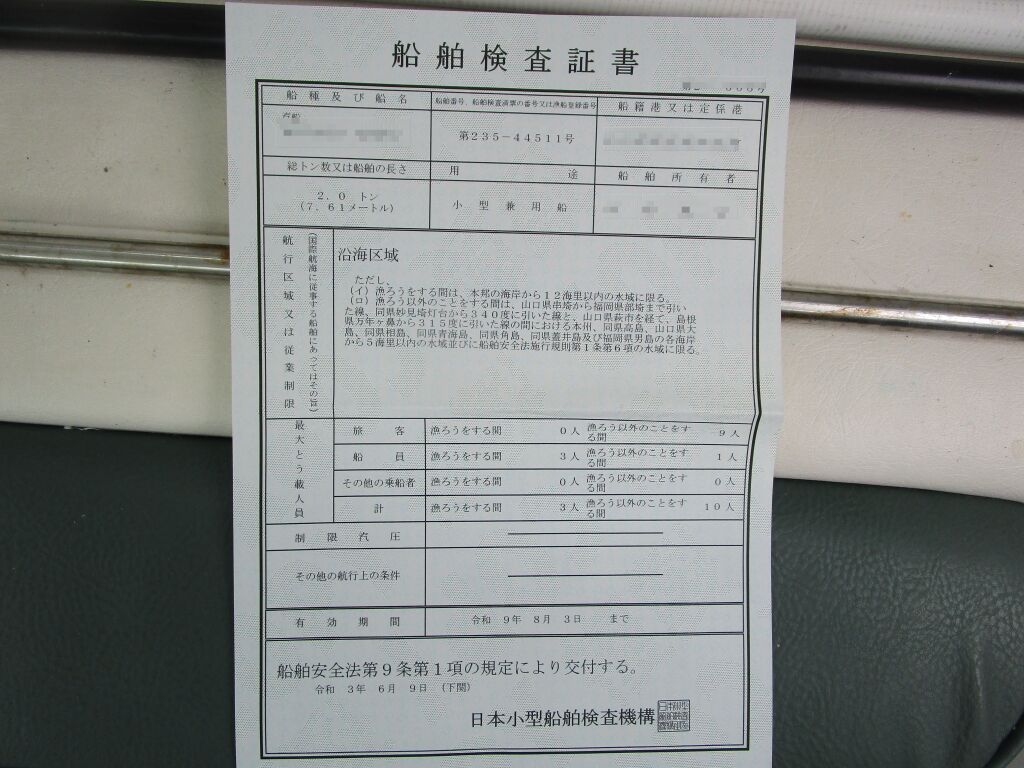 船舶検査証書
船種及び船名
船舶番号、船舶検査済票の番号又は漁船登録番号
船籍港又は定係港
第235-44511号
総トン数又は船舶の長さ
用途
船舶所有者
2.0 トン
(7.61メートル)
小型兼用船
航行区域又は従業制限
(国際航海に従事する船舶にあってはその旨)
沿海区域
ただし、
(イ)漁ろうをする間は、本邦の海岸から12海里以内の水域に限る。
(ロ)漁ろう以外のことをする間は、山口県串埼から福岡県部埼まで引い
た線、同県妙見埼灯台から340度に引いた線と、山口県萩市を経て、島根
県万年ヶ鼻から315度に引いた線の間における本州、同県高島、山口県大
島、同県相島、同県青海島、同県角島、同県蓋井島及び福岡県男島の各海岸
から5海里以内の水域並びに船舶安全法施行規則第1条第6項の水域に限る。
最大とう載人員
旅客 漁ろうをする間 0人 漁ろう以外のことをする間 9人
船員 漁ろうをする間 3人 漁ろう以外のことをする間 1人
その他の乗船者 漁ろうをする間 0人 漁ろう以外のことをする間 0人
計 漁ろうをする間 3人 漁ろう以外のことをする間 10人
制限汽圧
その他の航行上の条件
有効期間 令和 9年 8月 3日 まで
船舶安全法第9条第1項の規定により交付する。
令和 3年 6月 9日 (下関)
日本小型船舶検査機構